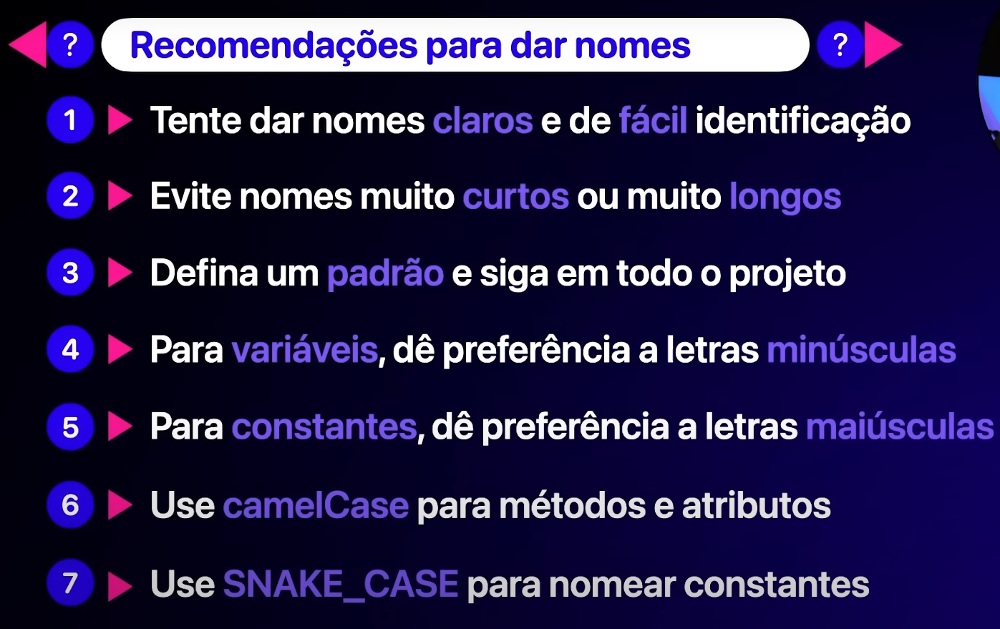 ? Recomendações para dar nomes ?
1 Tente dar nomes claros e de fácil identificação
2 Evite nomes muito curtos ou muito longos
3 Defina um padrão e siga em todo o projeto
4 Para variáveis, dê preferência a letras minúsculas
5 Para constantes, dê preferência a letras maiúsculas
6 Use camelCase para métodos e atributos
7 Use SNAKE_CASE para nomear constantes